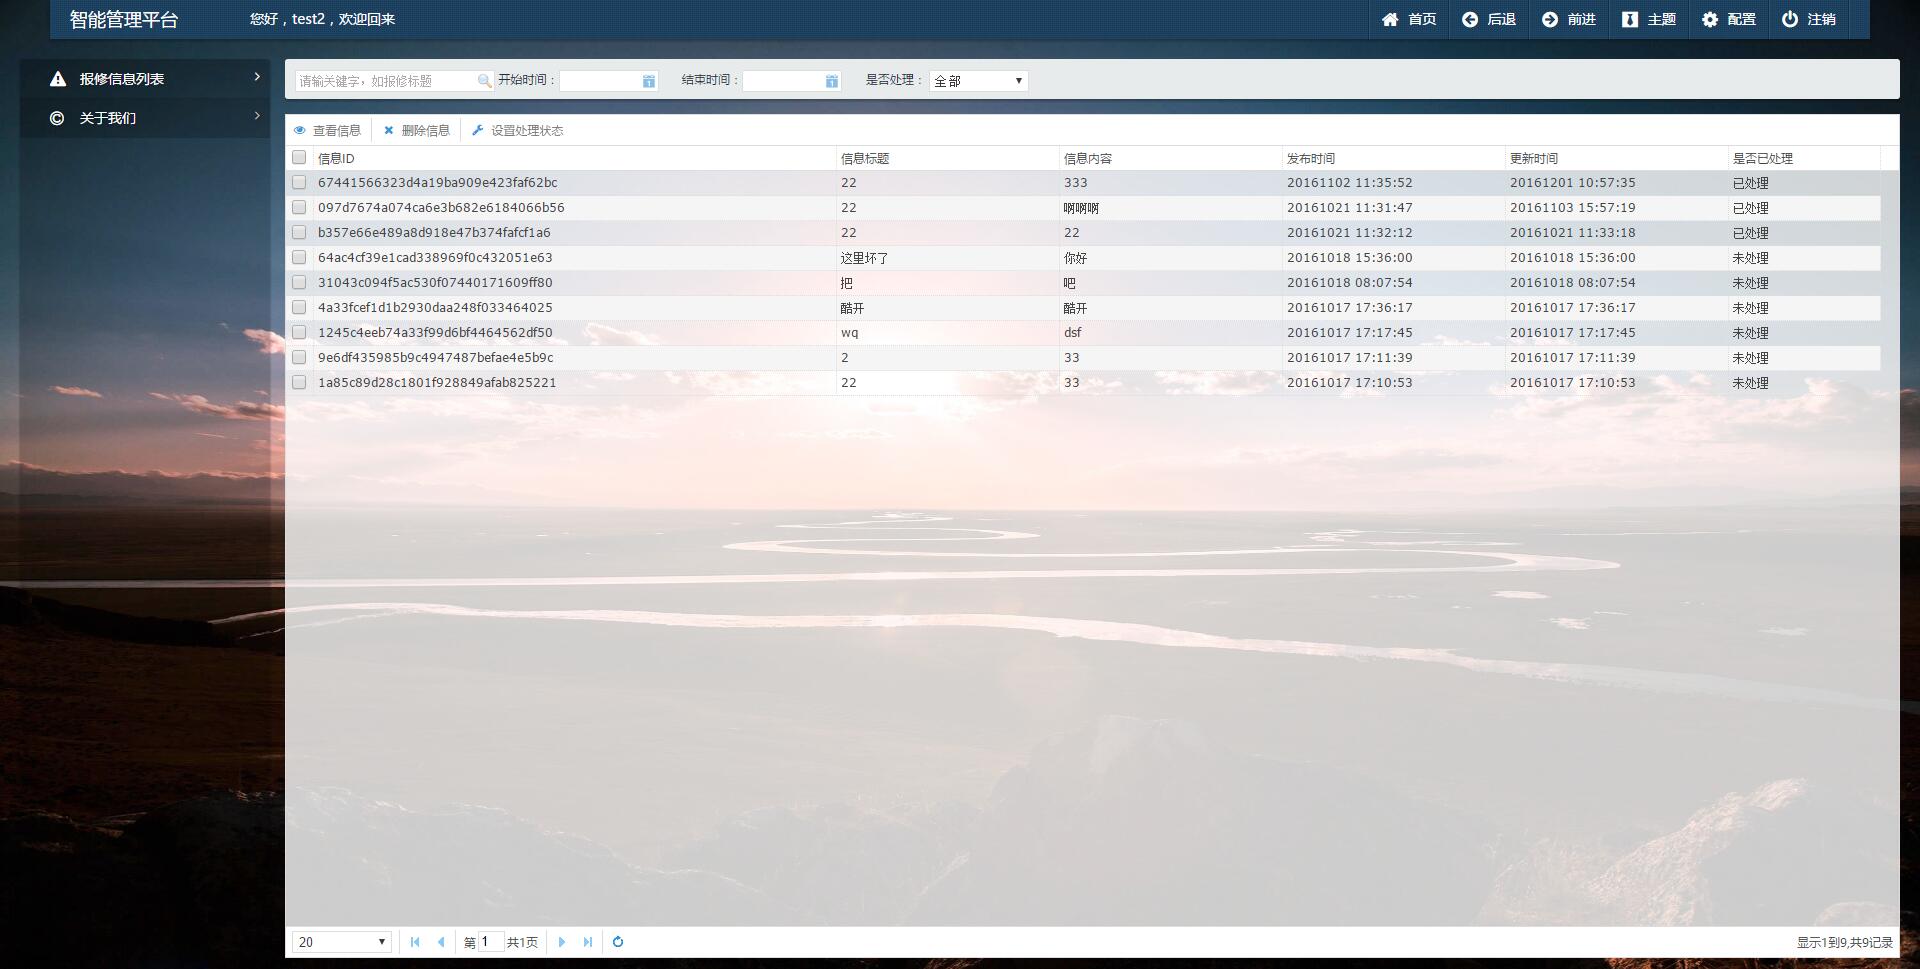 智能管理平台 您好，test2，欢迎回来 首页 后退 前进 主题 配置 注销
报修信息列表
关于我们
请输关键字，如报修标题 开始时间： 结束时间： 是否处理： 全部
查看信息 删除信息 设置处理状态
信息ID 信息标题 信息内容 发布时间 更新时间 是否已处理
67441566323d4a19ba909e423faf62bc 22 333 20161102 11:35:52 20161201 10:57:35 已处理
097d7674a074ca6e3b682e6184066b56 22 啊啊啊 20161021 11:31:47 20161103 15:57:19 已处理
b357e66e489a8d918e47b374fafcf1a6 22 22 20161021 11:32:12 20161021 11:33:18 已处理
64ac4cf39e1cad338969f0c432051e63 这里坏了 你好 20161018 15:36:00 20161018 15:36:00 未处理
31043c094f5ac530f07440171609ff80 把 吧 20161018 08:07:54 20161018 08:07:54 未处理
4a33fcef1d1b2930daa248f033464025 酷开 酷开 20161017 17:36:17 20161017 17:36:17 未处理
1245c4eeb74a33f99d6bf4464562df50 wq dsf 20161017 17:17:45 20161017 17:17:45 未处理
9e6df435985b9c4947487befae4e5b9c 2 33 20161017 17:11:39 20161017 17:11:39 未处理
1a85c89d28c1801f928849afab825221 22 33 20161017 17:10:53 20161017 17:10:53 未处理
20 第 1 共1页 显示1到9,共9记录